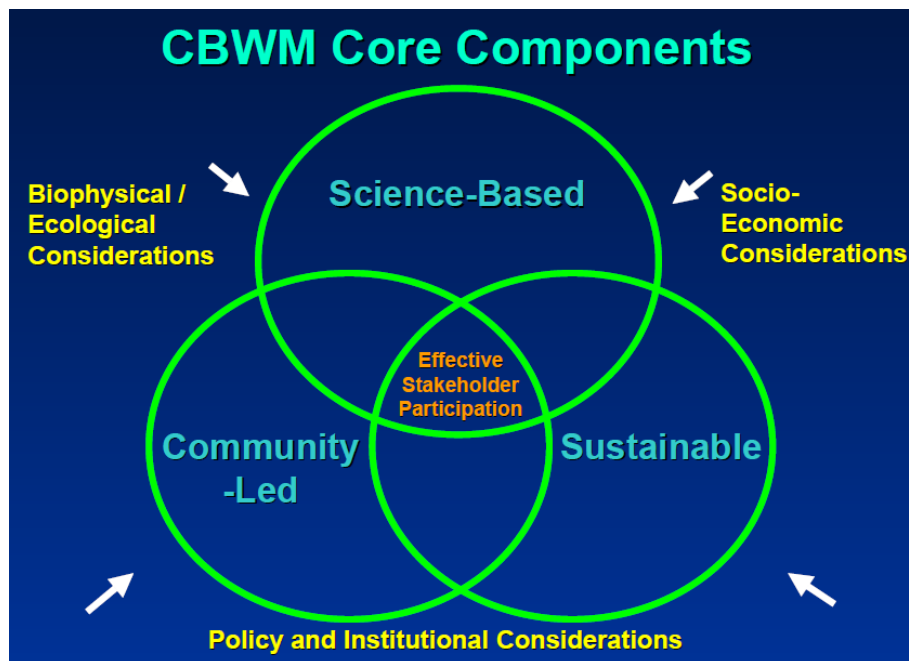 CBWM Core Components
Biophysical /
Ecological
Considerations
Science-Based
Socio-
Economic
Considerations
Effective
Stakeholder
Participation
Community
-Led
Sustainable
Policy and Institutional Considerations